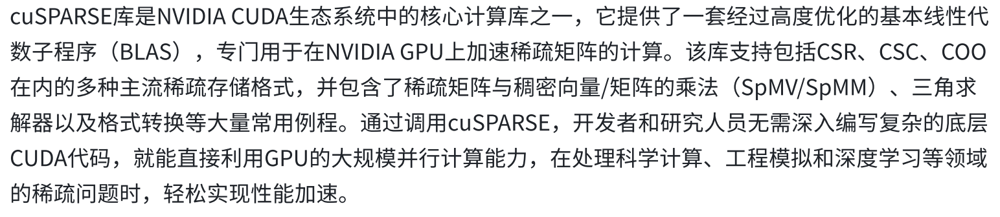 cuSPARSE库是NVIDIA CUDA生态系统中的核心计算库之一，它提供了一套经过高度优化的基本线性代
数子程序（BLAS），专门用于在NVIDIA GPU上加速稀疏矩阵的计算。该库支持包括CSR、CSC、COO
在内的多种主流稀疏存储格式，并包含了稀疏矩阵与稠密向量/矩阵的乘法（SpMV/SpMM）、三角求
解器以及格式转换等大量常用例程。通过调用cuSPARSE，开发者和研究人员无需深入编写复杂的底层
CUDA代码，就能直接利用GPU的大规模并行计算能力，在处理科学计算、工程模拟和深度学习等领域
的稀疏问题时，轻松实现性能加速。